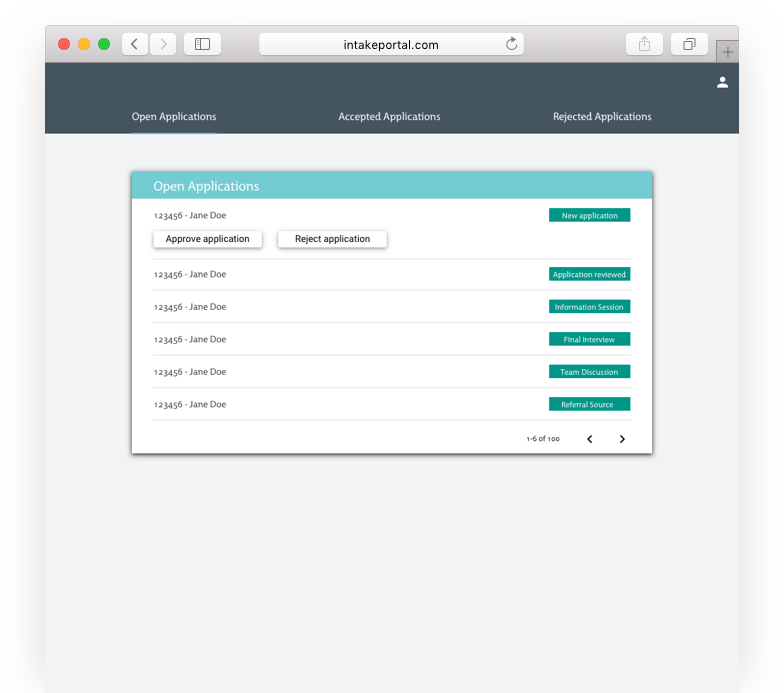 intakeportal.com
Open Applications Accepted Applications Rejected Applications
Open Applications
123456 - Jane Doe New application
Approve application Reject application
123456 - Jane Doe Application reviewed
123456 - Jane Doe Information Session
123456 - Jane Doe Final Interview
123456 - Jane Doe Team Discussion
123456 - Jane Doe Referral Source
1-6 of 100